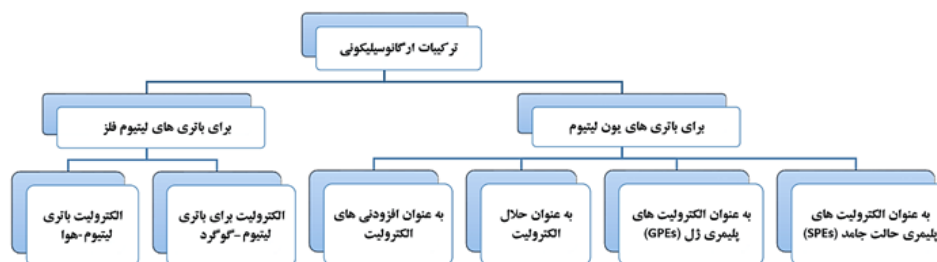 ترکیبات ارگانوسیلیکونی
برای باتری های یون لیتیوم
برای باتری های لیتیوم فلز
به عنوان الکترولیت های
پلیمری حالت جامد (SPEs)
به عنوان الکترولیت های
پلیمری ژل (GPEs)
به عنوان حلال
الکترولیت
به عنوان افزودنی های
الکترولیت
الکترولیت برای باتری
لیتیوم -گوگرد
الکترولیت باتری
لیتیوم-هوا